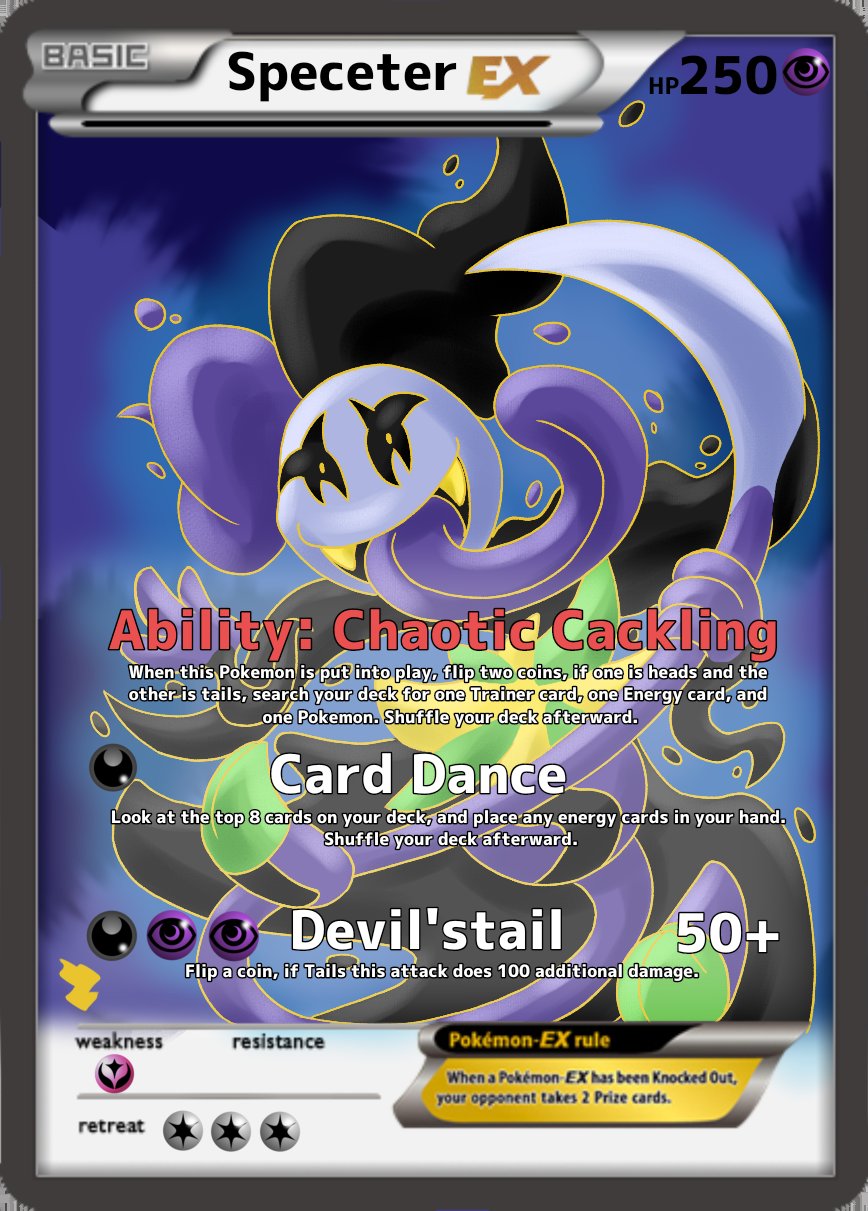 BASIC
Speceter EX
HP250
Ability: Chaotic Cackling
When this Pokemon is put into play, flip two coins, if one is heads and the
other is tails, search your deck for one Trainer card, one Energy card, and
one Pokemon. Shuffle your deck afterward.
Card Dance
Look at the top 8 cards on your deck, and place any energy cards in your hand.
Shuffle your deck afterward.
Devil'stail 50+
Flip a coin, if Tails this attack does 100 additional damage.
weakness resistance
retreat
Pokémon-EX rule
When a Pokémon-EX has been Knocked Out,
your opponent takes 2 Prize cards.